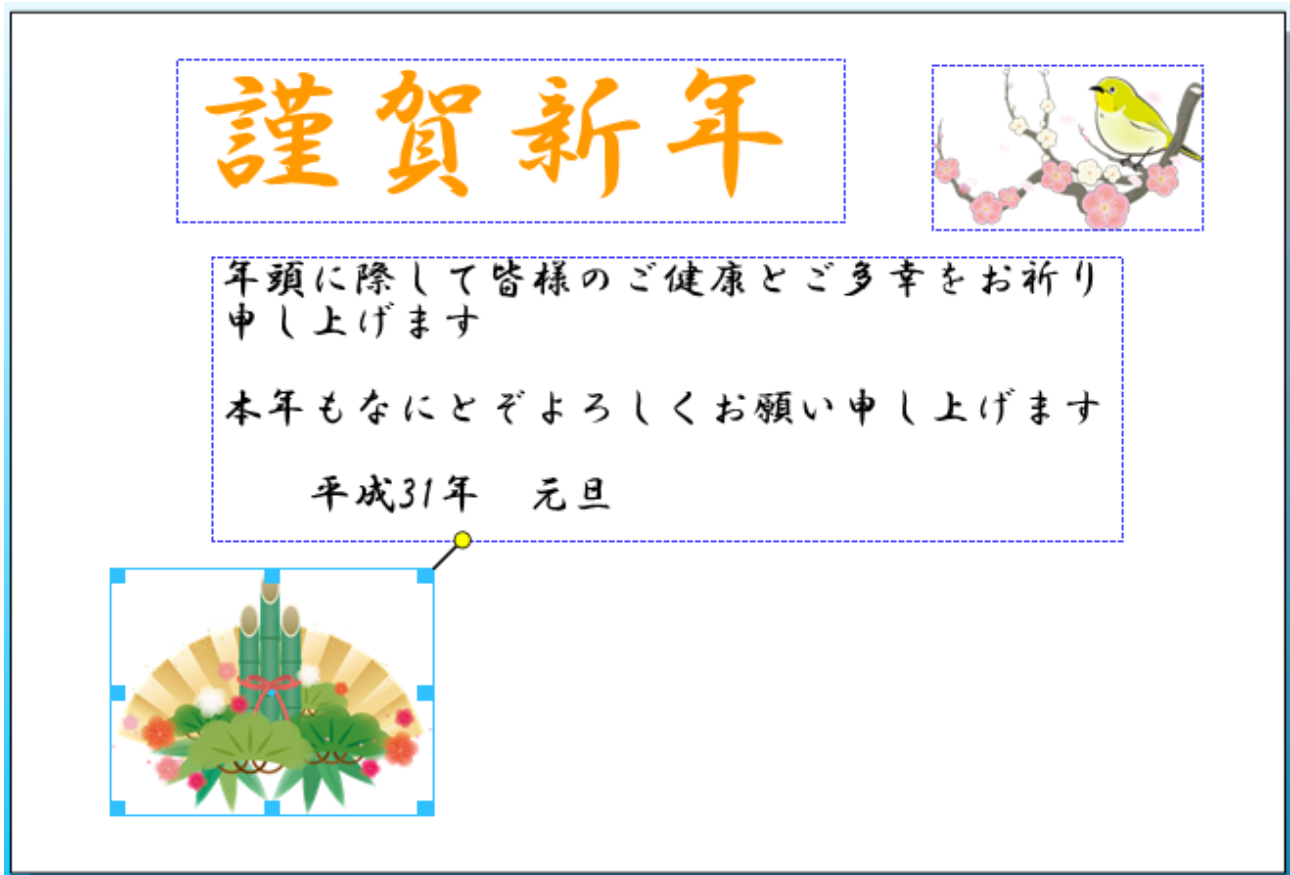 謹賀新年
年頭に際して皆様のご健康とご多幸をお祈り
申し上げます
本年もなにとぞよろしくお願い申し上げます
平成31年　元旦